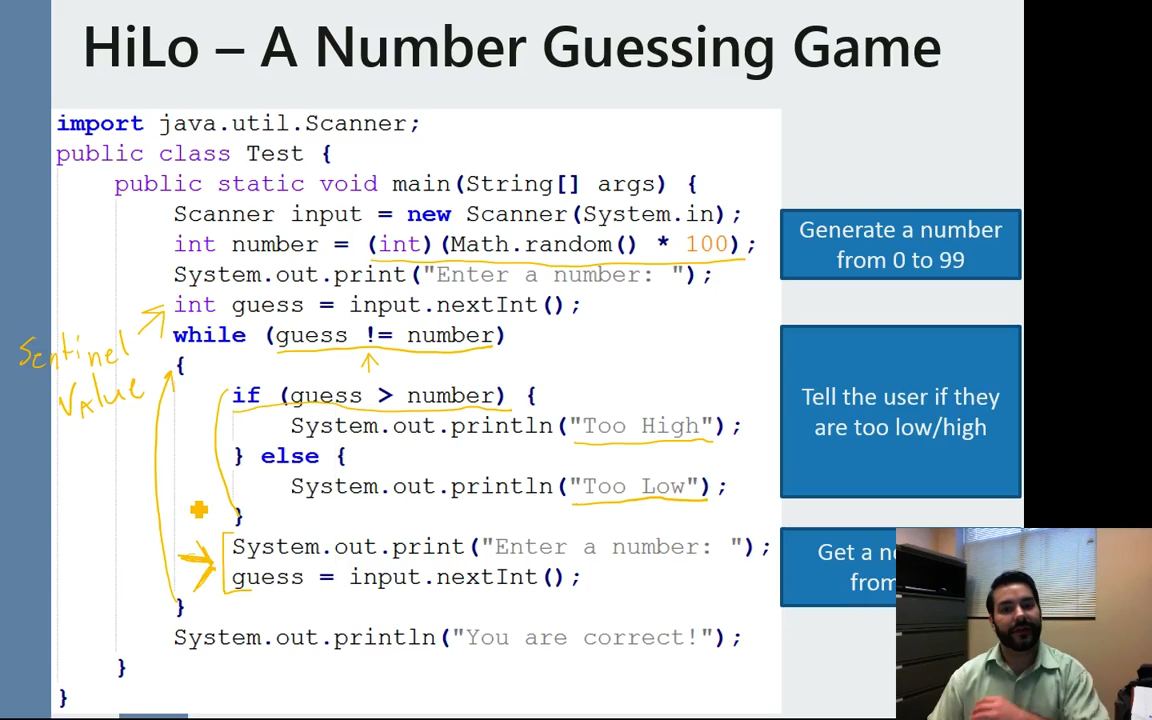 HiLo – A Number Guessing Game
import java.util.Scanner;
public class Test {
public static void main(String[] args) {
Scanner input = new Scanner(System.in);
int number = (int)(Math.random() * 100);
System.out.print("Enter a number: ");
int guess = input.nextInt();
while (guess != number)
{
if (guess > number) {
System.out.println("Too High");
} else {
System.out.println("Too Low");
}
System.out.print("Enter a number: ");
guess = input.nextInt();
}
System.out.println("You are correct!");
}
}
Sentinel
Value
Generate a number
from 0 to 99
Tell the user if they
are too low/high
Get a
from